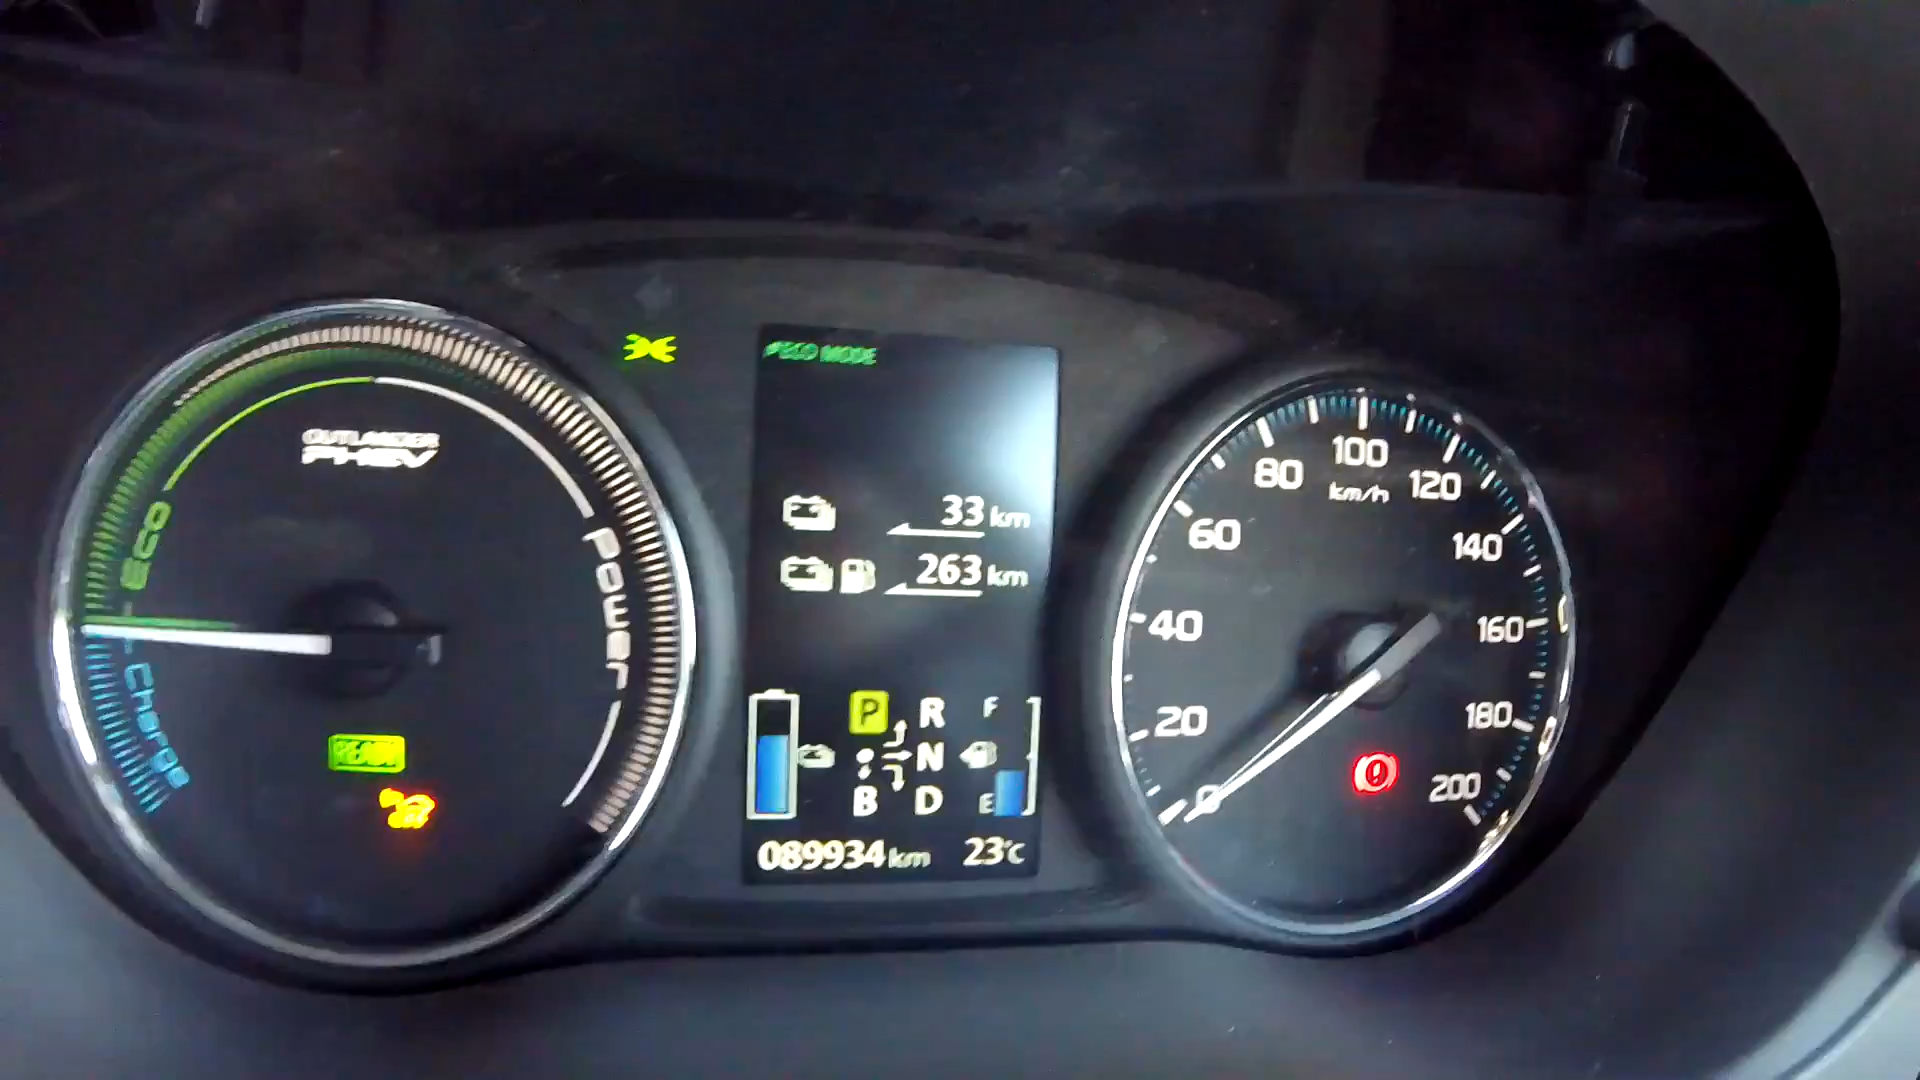 OUTLANDER
PHEV
ECO
Charge
Power
READY
ECO MODE
33 km
263 km
P R F
N
B D E
089934 km 23°C
0
20
40
60
80
100
120
140
160
180
200
km/h